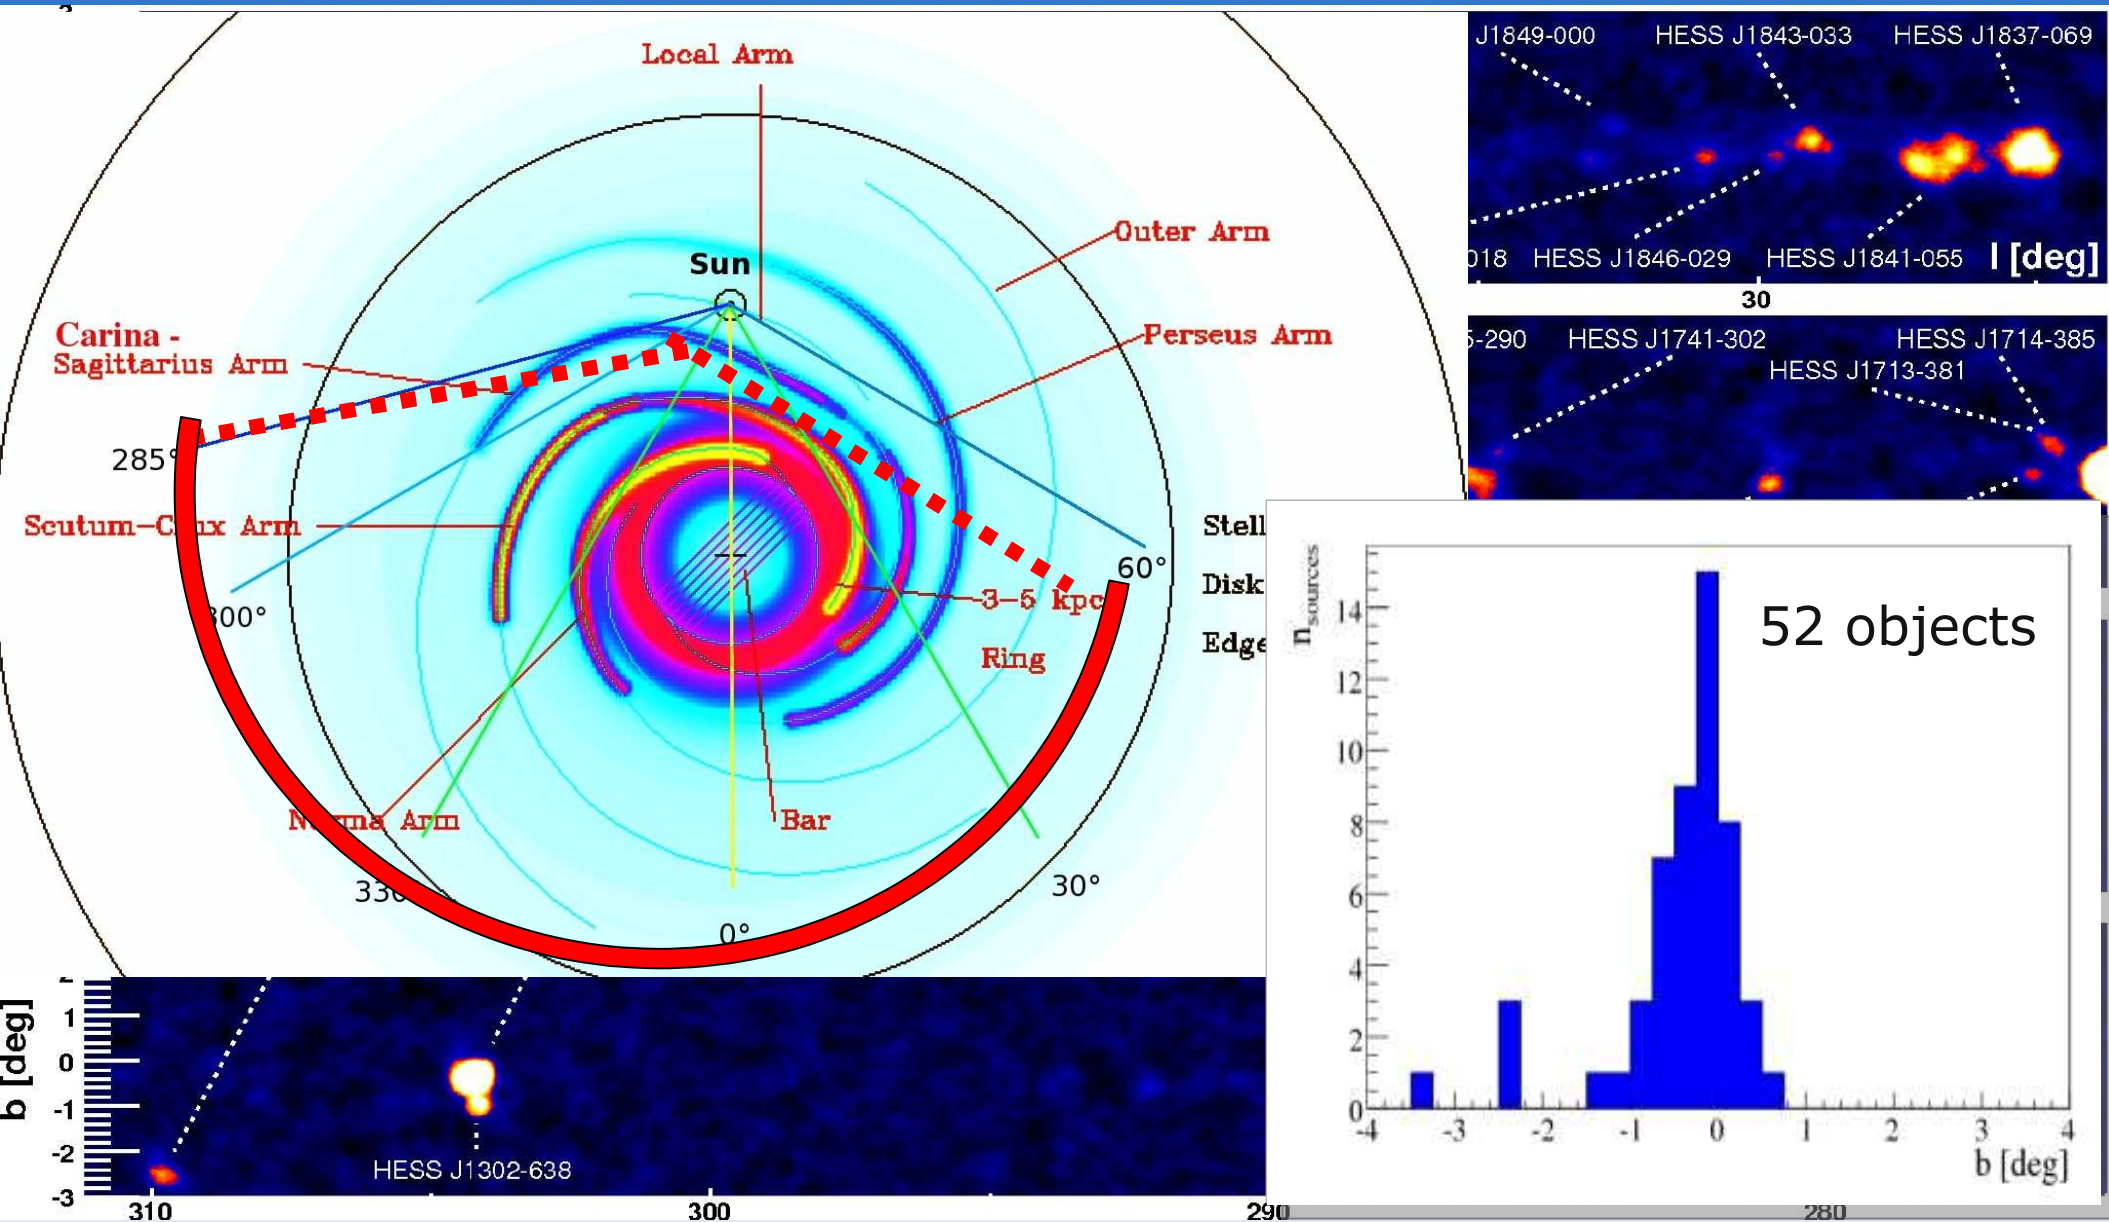 Local Arm
Outer Arm
Sun
Carina -
Sagittarius Arm
Perseus Arm
285°
Scutum-C ux Arm
60°
300°
3-5 kpc
Ring
Bar
Arm
30°
0°
Stell
Disk
Edge
J1849-000
HESS J1843-033
HESS J1837-069
018
HESS J1846-029
HESS J1841-055
l [deg]
30
5-290
HESS J1741-302
HESS J1714-385
HESS J1713-381
n sources
52 objects
14
12
10
8
6
4
2
0
-4 -3 -2 -1 0 1 2 3 4
b [deg]
b [deg]
2
1
0
-1
-2
-3
HESS J1302-638
310 300 290 280